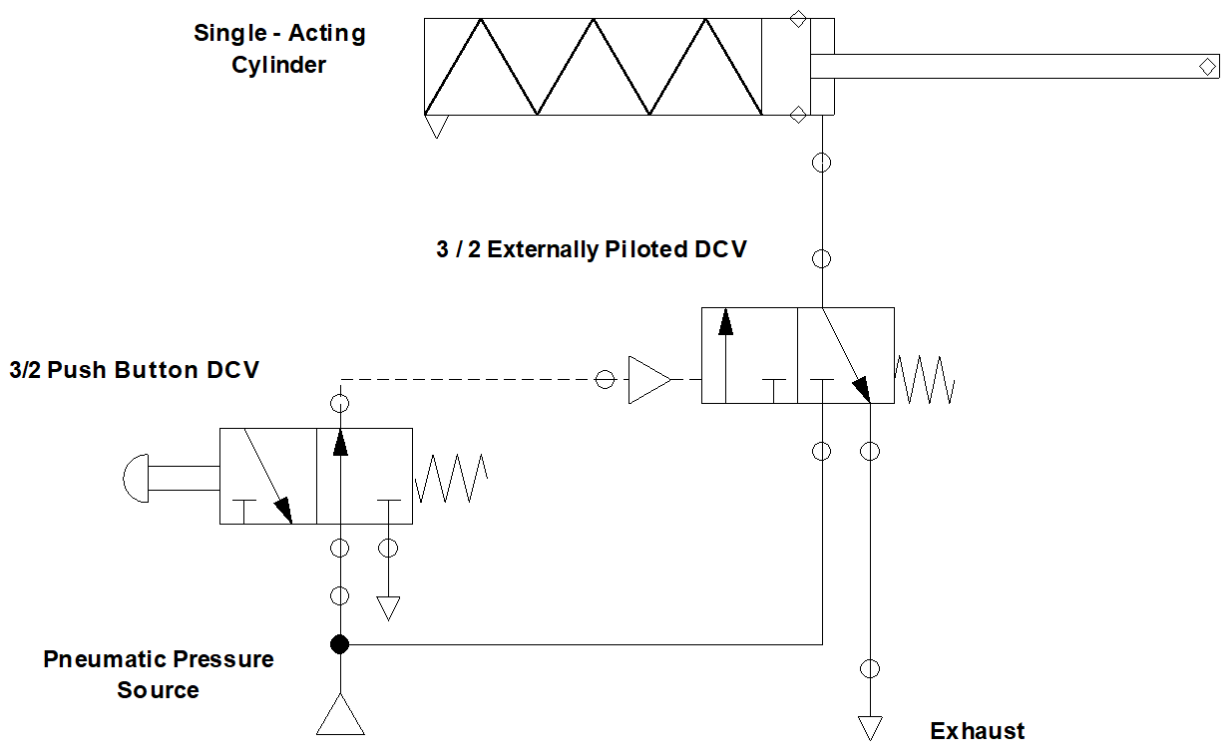 Single - Acting
Cylinder
3 / 2 Externally Piloted DCV
3/2 Push Button DCV
Pneumatic Pressure
Source
Exhaust